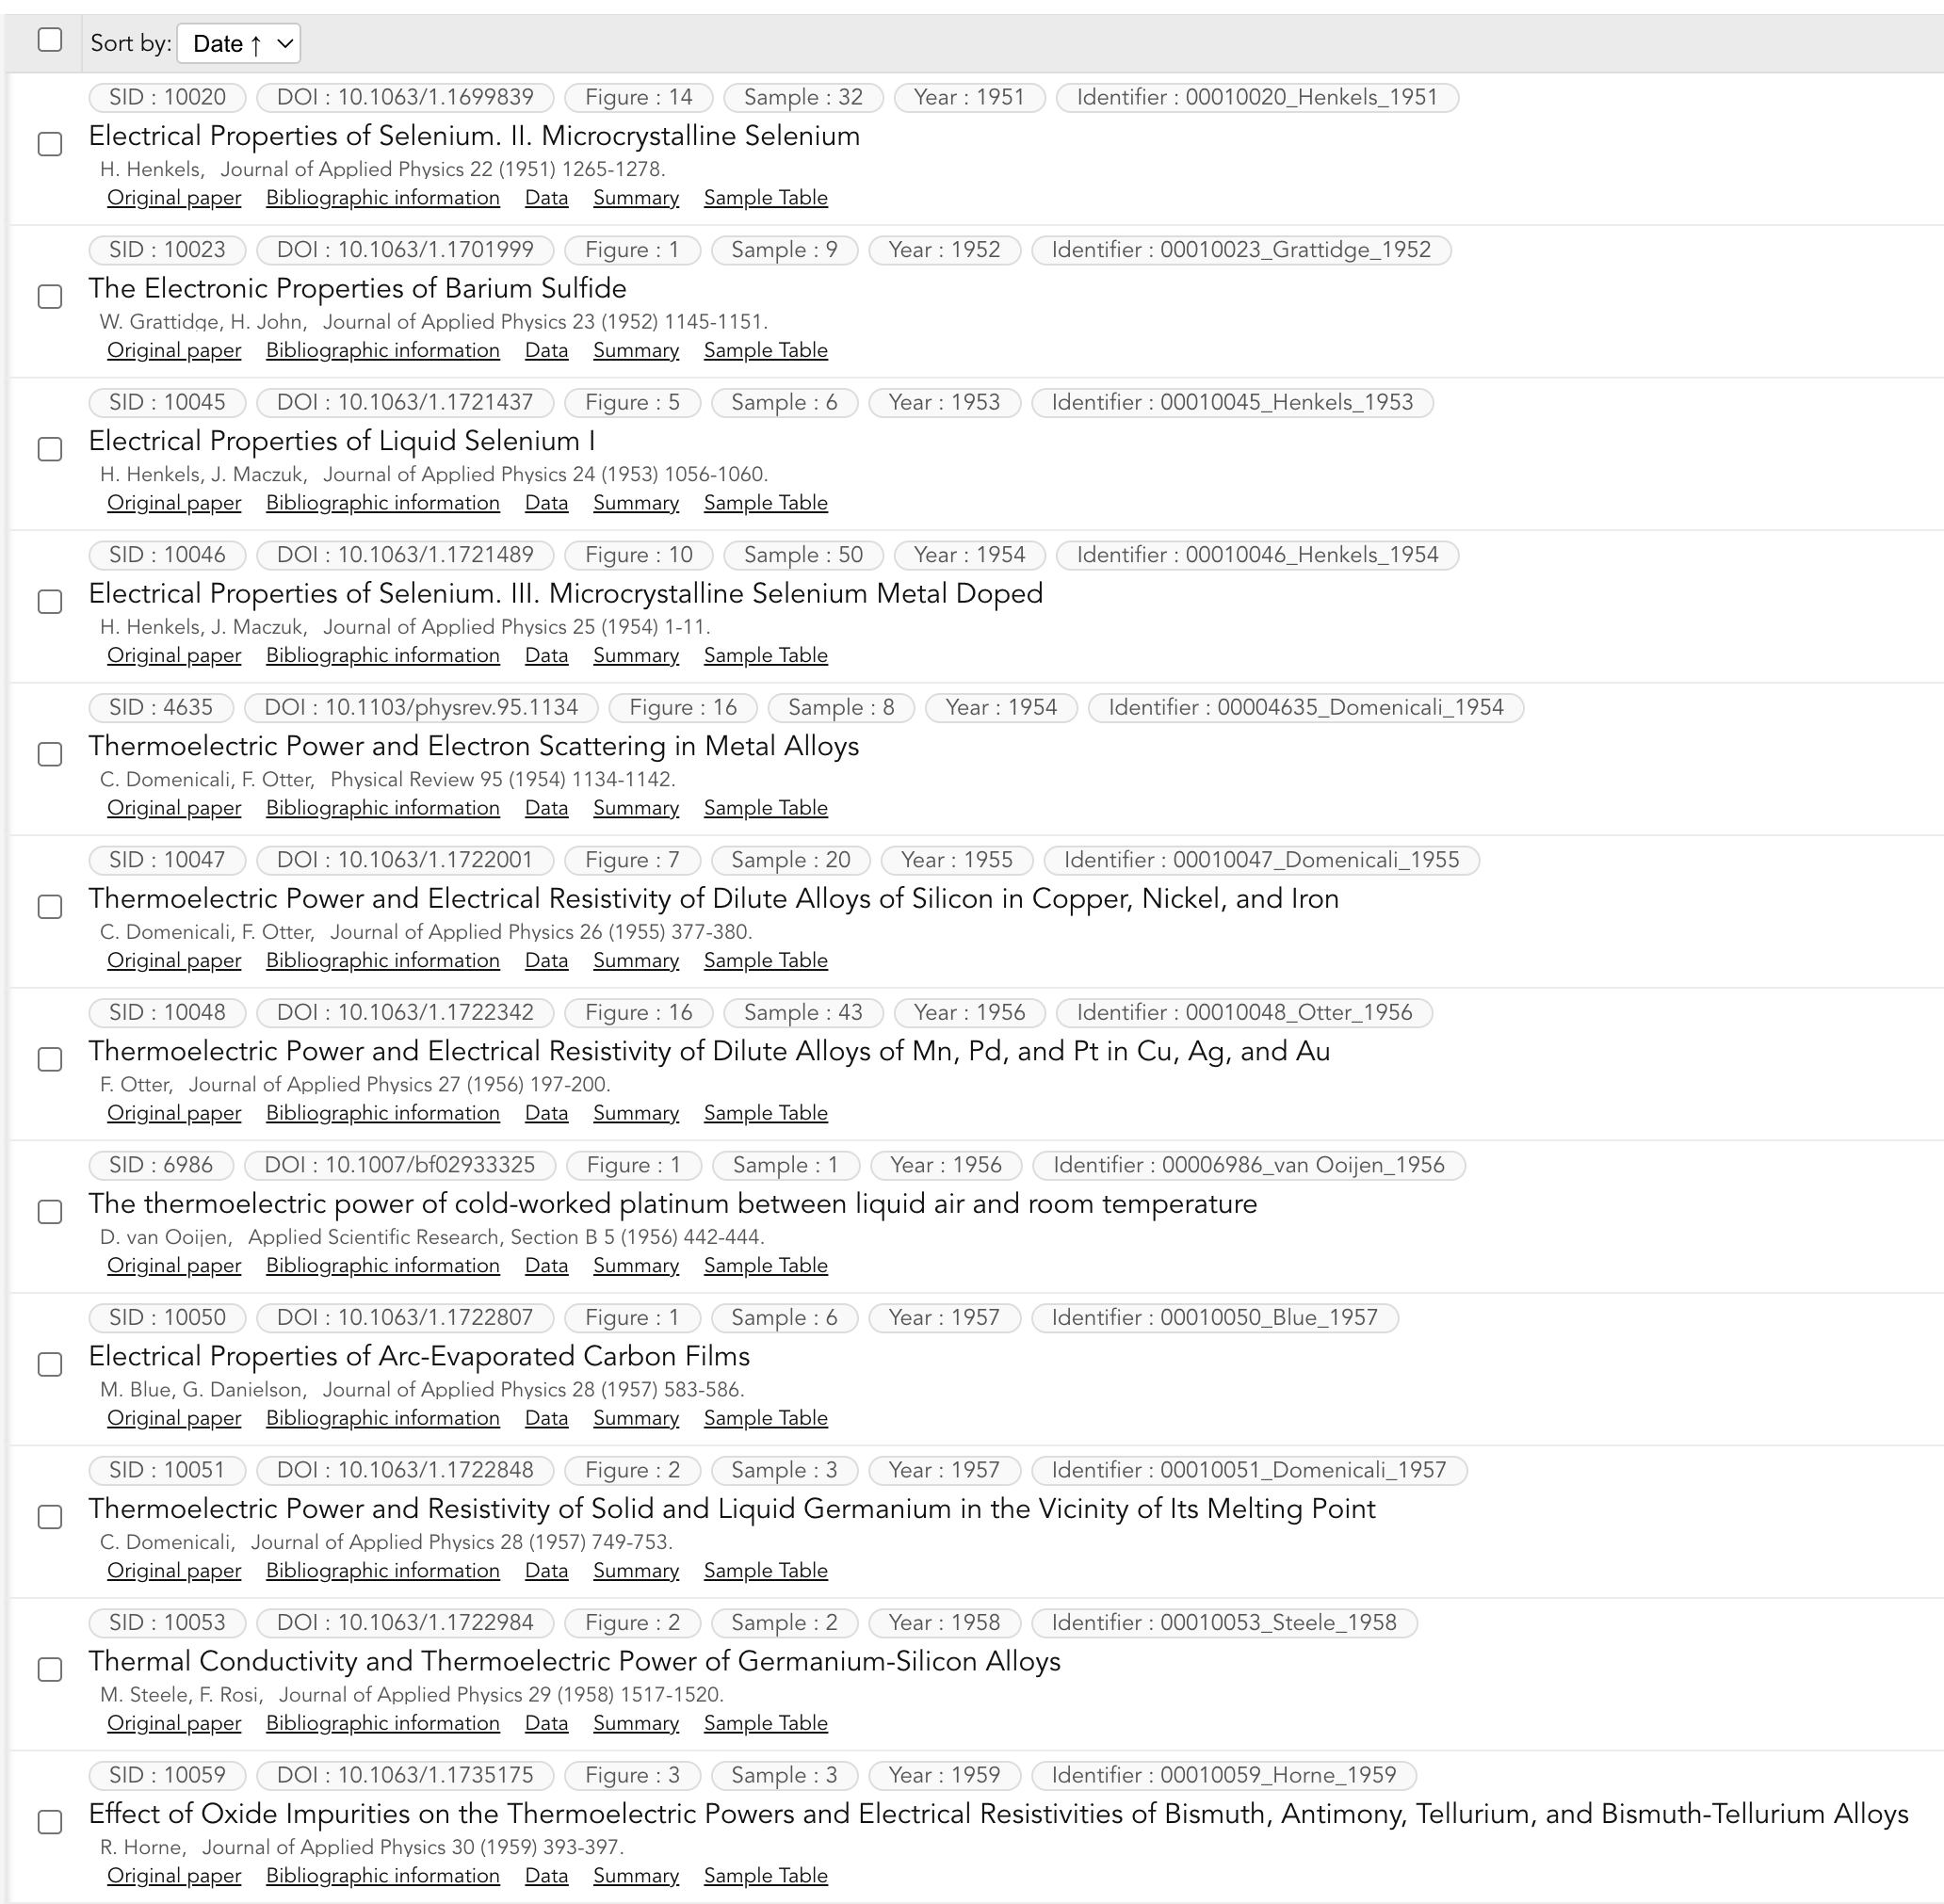 Sort by: Date ↑
SID : 10020 DOI : 10.1063/1.1699839 Figure : 14 Sample : 32 Year : 1951 Identifier : 00010020_Henkels_1951
Electrical Properties of Selenium. II. Microcrystalline Selenium
H. Henkels, Journal of Applied Physics 22 (1951) 1265-1278.
Original paper Bibliographic information Data Summary Sample Table
SID : 10023 DOI : 10.1063/1.1701999 Figure : 1 Sample : 9 Year : 1952 Identifier : 00010023_Grattidge_1952
The Electronic Properties of Barium Sulfide
W. Grattidge, H. John, Journal of Applied Physics 23 (1952) 1145-1151.
Original paper Bibliographic information Data Summary Sample Table
SID : 10045 DOI : 10.1063/1.1721437 Figure : 5 Sample : 6 Year : 1953 Identifier : 00010045_Henkels_1953
Electrical Properties of Liquid Selenium I
H. Henkels, J. Maczuk, Journal of Applied Physics 24 (1953) 1056-1060.
Original paper Bibliographic information Data Summary Sample Table
SID : 10046 DOI : 10.1063/1.1721489 Figure : 10 Sample : 50 Year : 1954 Identifier : 00010046_Henkels_1954
Electrical Properties of Selenium. III. Microcrystalline Selenium Metal Doped
H. Henkels, J. Maczuk, Journal of Applied Physics 25 (1954) 1-11.
Original paper Bibliographic information Data Summary Sample Table
SID : 4635 DOI : 10.1103/physrev.95.1134 Figure : 16 Sample : 8 Year : 1954 Identifier : 00004635_Domenicali_1954
Thermoelectric Power and Electron Scattering in Metal Alloys
C. Domenicali, F. Otter, Physical Review 95 (1954) 1134-1142.
Original paper Bibliographic information Data Summary Sample Table
SID : 10047 DOI : 10.1063/1.1722001 Figure : 7 Sample : 20 Year : 1955 Identifier : 00010047_Domenicali_1955
Thermoelectric Power and Electrical Resistivity of Dilute Alloys of Silicon in Copper, Nickel, and Iron
C. Domenicali, F. Otter, Journal of Applied Physics 26 (1955) 377-380.
Original paper Bibliographic information Data Summary Sample Table
SID : 10048 DOI : 10.1063/1.1722342 Figure : 16 Sample : 43 Year : 1956 Identifier : 00010048_Otter_1956
Thermoelectric Power and Electrical Resistivity of Dilute Alloys of Mn, Pd, and Pt in Cu, Ag, and Au
F. Otter, Journal of Applied Physics 27 (1956) 197-200.
Original paper Bibliographic information Data Summary Sample Table
SID : 6986 DOI : 10.1007/bf02933325 Figure : 1 Sample : 1 Year : 1956 Identifier : 00006986_van Ooijen_1956
The thermoelectric power of cold-worked platinum between liquid air and room temperature
D. van Ooijen, Applied Scientific Research, Section B 5 (1956) 442-444.
Original paper Bibliographic information Data Summary Sample Table
SID : 10050 DOI : 10.1063/1.1722807 Figure : 1 Sample : 6 Year : 1957 Identifier : 00010050_Blue_1957
Electrical Properties of Arc-Evaporated Carbon Films
M. Blue, G. Danielson, Journal of Applied Physics 28 (1957) 583-586.
Original paper Bibliographic information Data Summary Sample Table
SID : 10051 DOI : 10.1063/1.1722848 Figure : 2 Sample : 3 Year : 1957 Identifier : 00010051_Domenicali_1957
Thermoelectric Power and Resistivity of Solid and Liquid Germanium in the Vicinity of Its Melting Point
C. Domenicali, Journal of Applied Physics 28 (1957) 749-753.
Original paper Bibliographic information Data Summary Sample Table
SID : 10053 DOI : 10.1063/1.1722984 Figure : 2 Sample : 2 Year : 1958 Identifier : 00010053_Steele_1958
Thermal Conductivity and Thermoelectric Power of Germanium-Silicon Alloys
M. Steele, F. Rosi, Journal of Applied Physics 29 (1958) 1517-1520.
Original paper Bibliographic information Data Summary Sample Table
SID : 10059 DOI : 10.1063/1.1735175 Figure : 3 Sample : 3 Year : 1959 Identifier : 00010059_Horne_1959
Effect of Oxide Impurities on the Thermoelectric Powers and Electrical Resistivities of Bismuth, Antimony, Tellurium, and Bismuth-Tellurium Alloys
R. Horne, Journal of Applied Physics 30 (1959) 393-397.
Original paper Bibliographic information Data Summary Sample Table